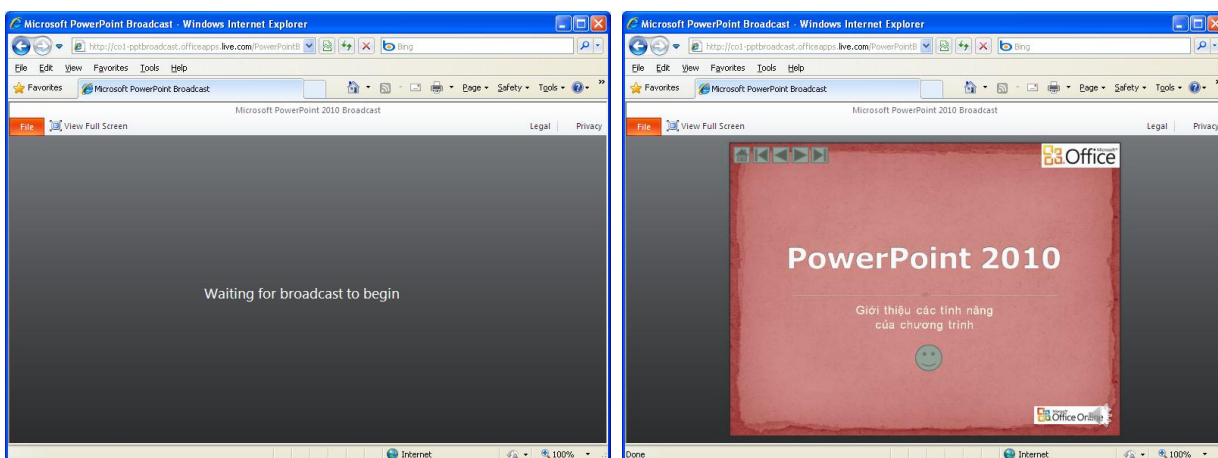 Microsoft PowerPoint Broadcast - Windows Internet Explorer
http://co1-pptbroadcast.officeapps.live.com/PowerPointB
Bing
File Edit View Favorites Tools Help
Favorites Microsoft PowerPoint Broadcast Page Safety Tools
Microsoft PowerPoint 2010 Broadcast
File View Full Screen Legal Privacy
Waiting for broadcast to begin
Internet 100%
Microsoft PowerPoint Broadcast - Windows Internet Explorer
http://co1-pptbroadcast.officeapps.live.com/PowerPointB
Bing
File Edit View Favorites Tools Help
Favorites Microsoft PowerPoint Broadcast Page Safety Tools
Microsoft PowerPoint 2010 Broadcast
File View Full Screen Legal Privacy
Microsoft
Office
PowerPoint 2010
Giới thiệu các tính năng
của chương trình
Microsoft
Office Online
Done Internet 100%